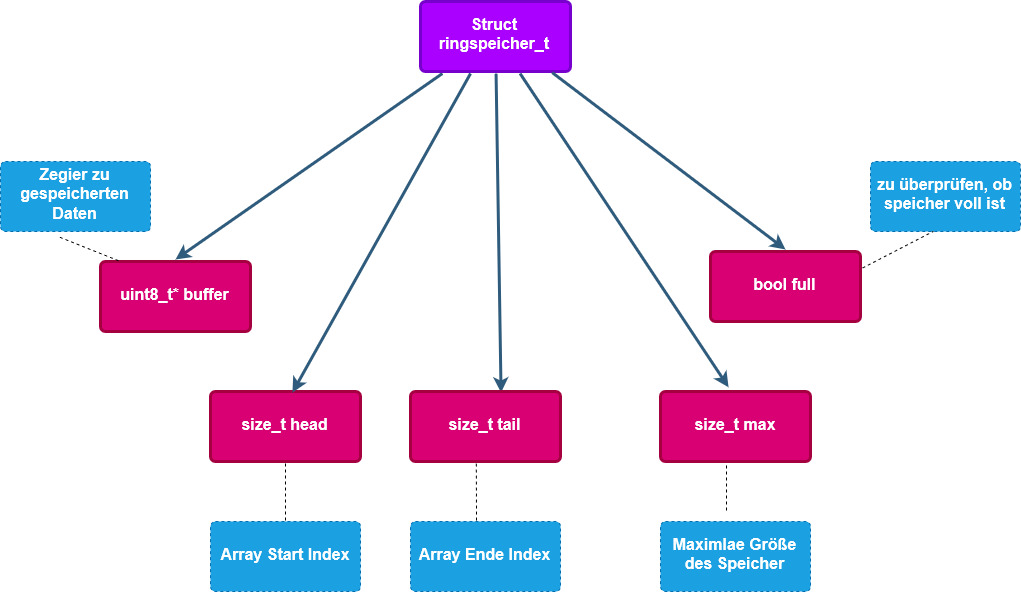 Struct
ringspeicher_t
Zegier zu
gespeicherten
Daten
zu überprüfen, ob
speicher voll ist
uint8_t* buffer
bool full
size_t head
size_t tail
size_t max
Array Start Index
Array Ende Index
Maximlae Größe
des Speicher